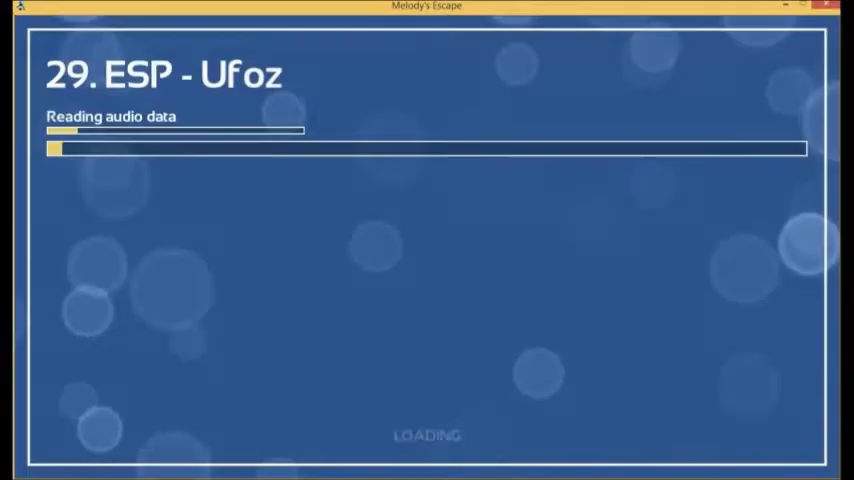 Melody's Escape
29. ESP - Ufoz
Reading audio data
LOADING